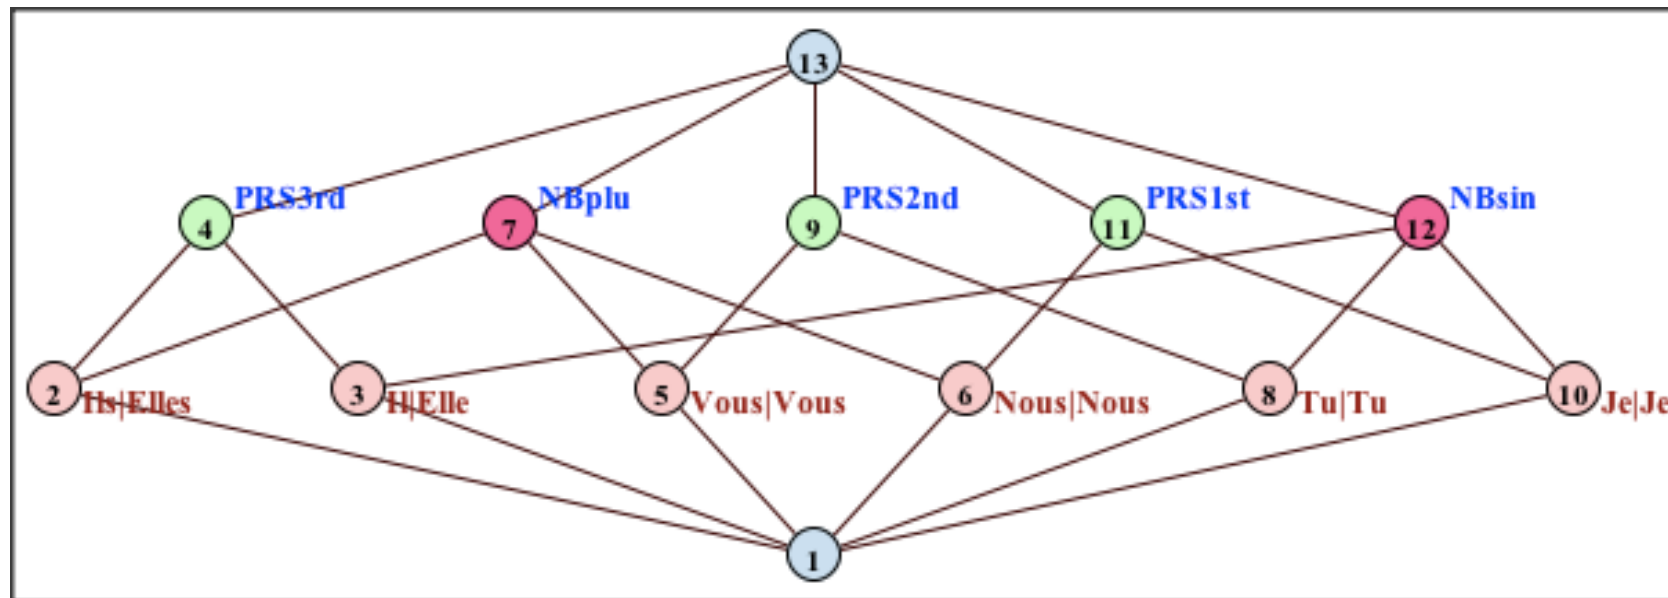 13
PRS3rd NBplu PRS2nd PRS1st NBsin
4 7 9 11 12
2 3 5 6 8 10
Ils|Elles Il|Elle Vous|Vous Nous|Nous Tu|Tu Je|Je
1